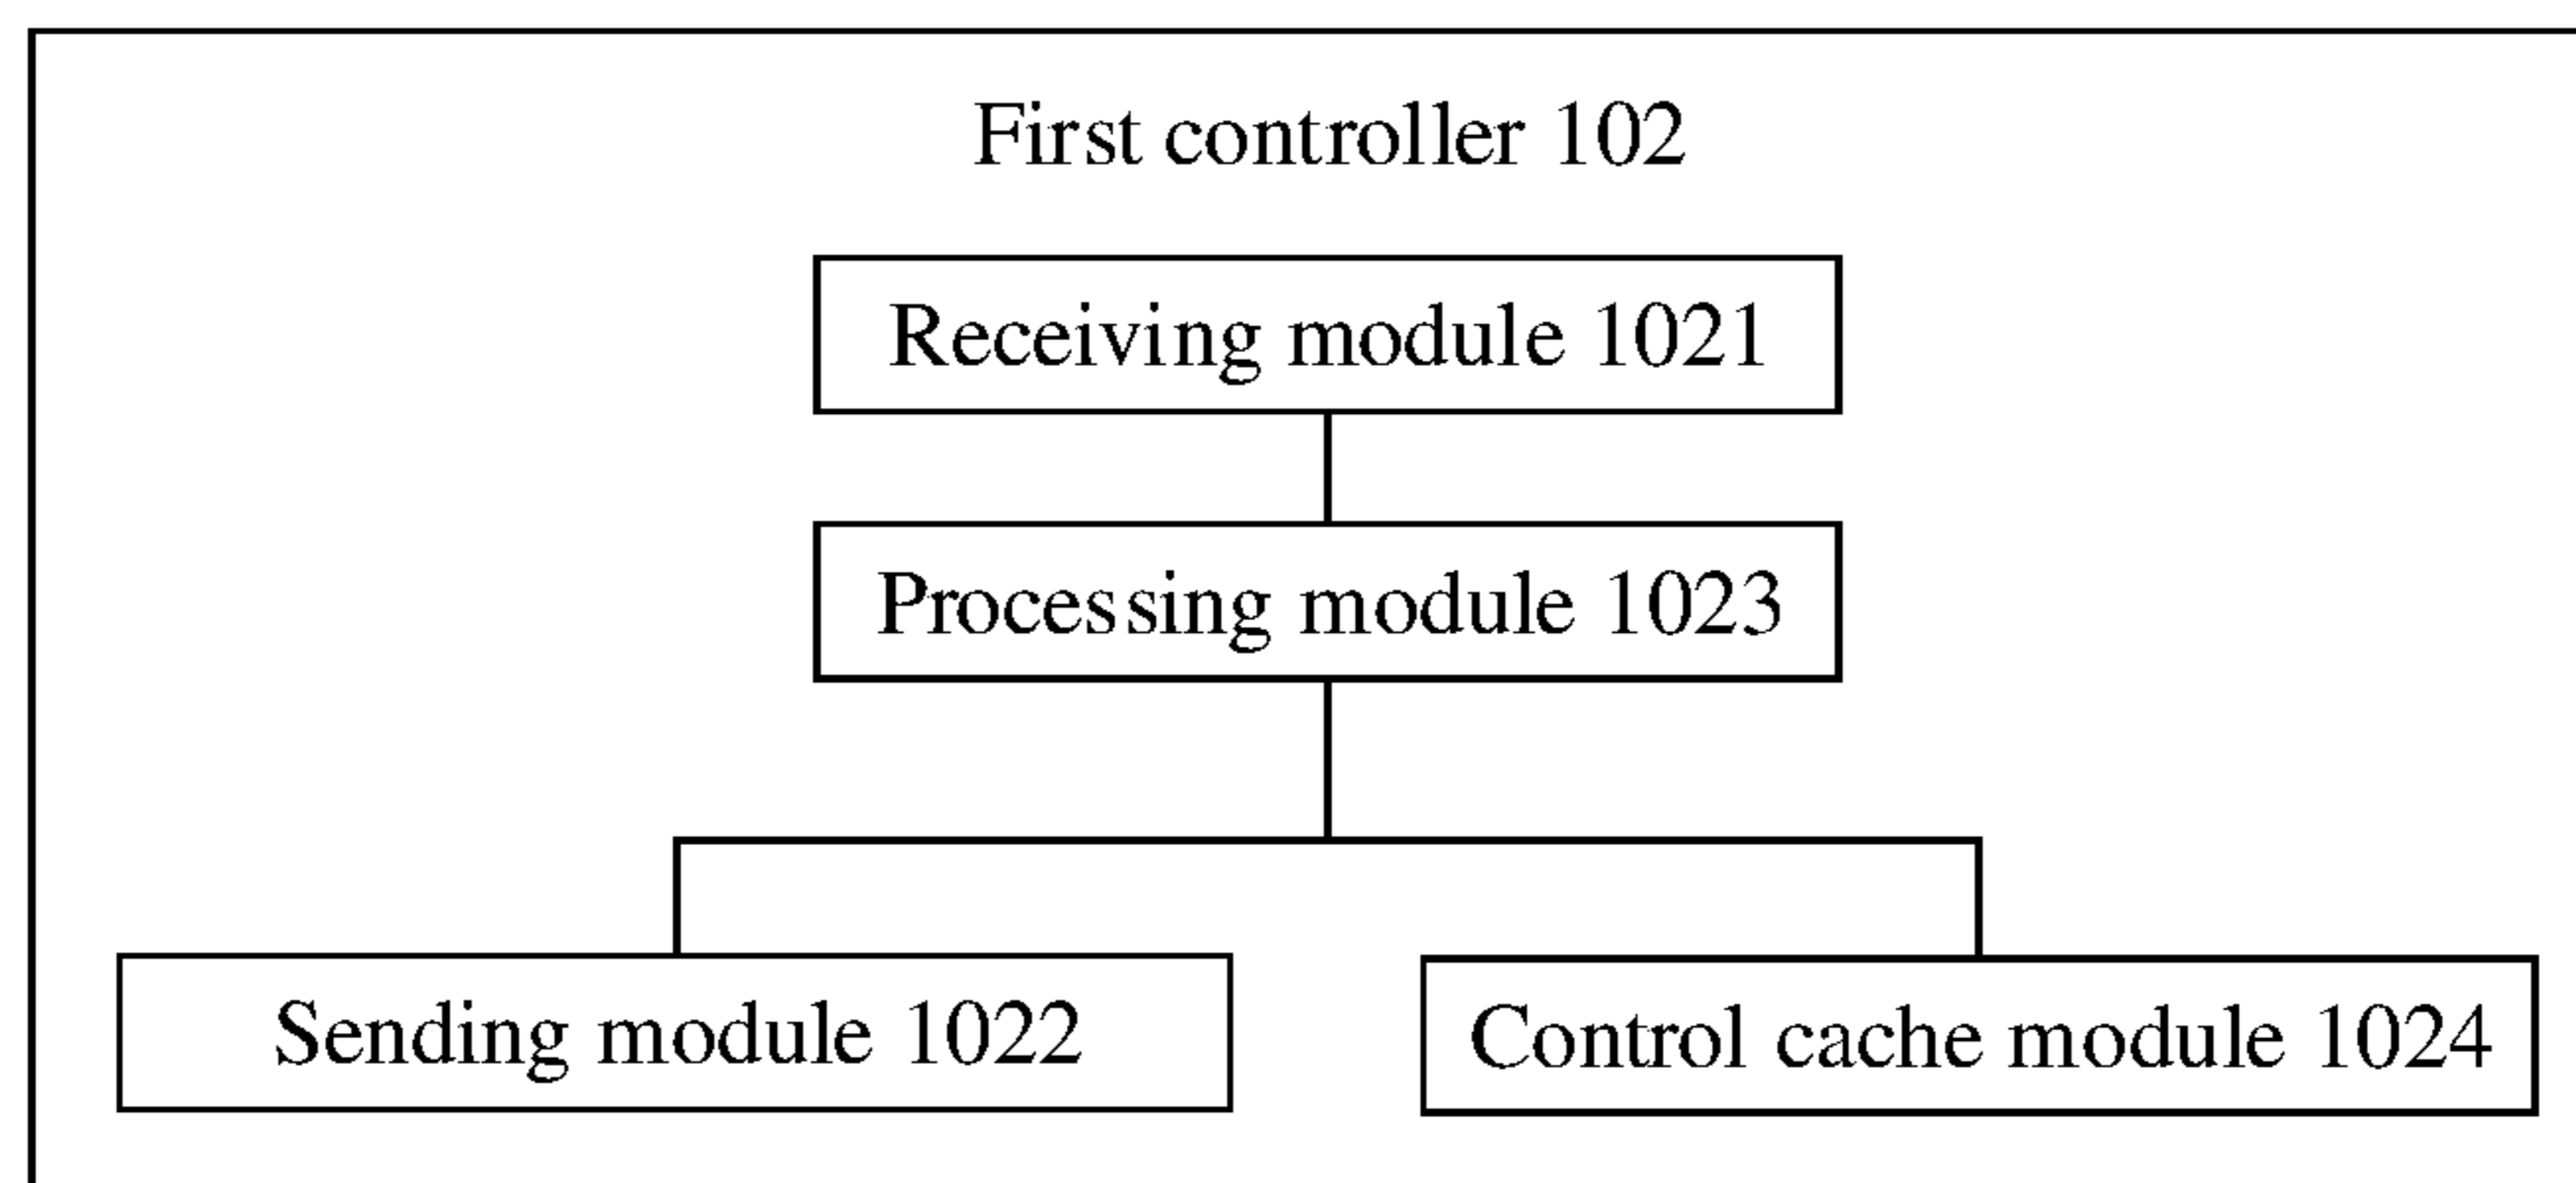 First controller 102
Receiving module 1021
Processing module 1023
Sending module 1022
Control cache module 1024